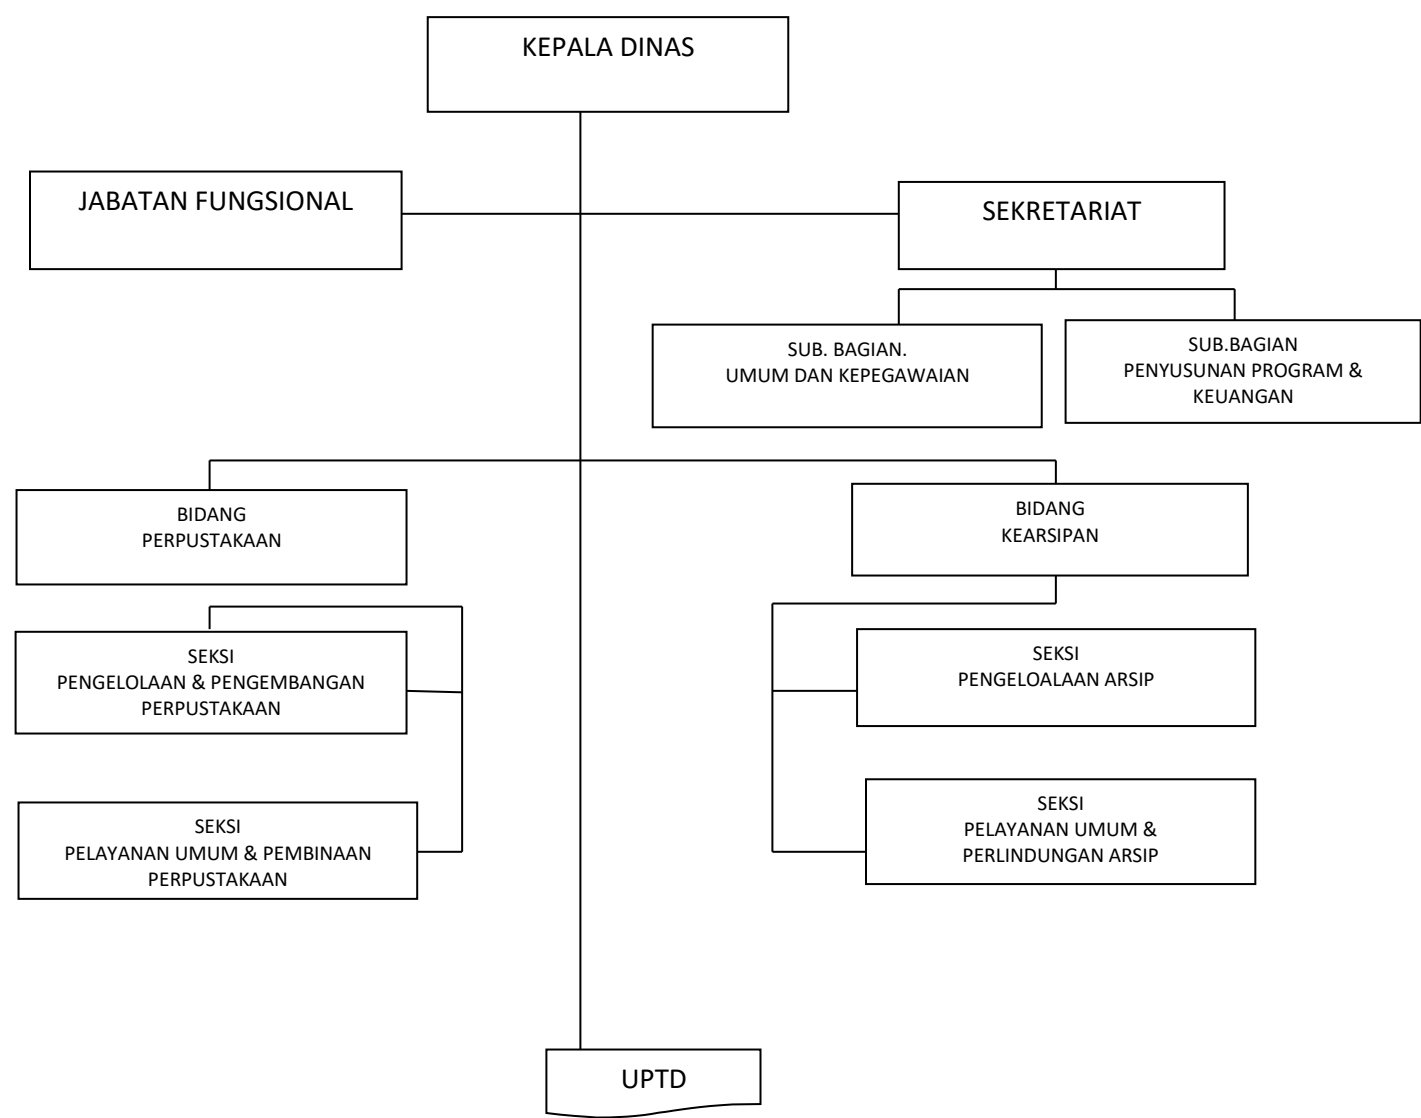 KEPALA DINAS
JABATAN FUNGSIONAL
SEKRETARIAT
SUB. BAGIAN.
UMUM DAN KEPEGAWAIAN
SUB.BAGIAN
PENYUSUNAN PROGRAM &
KEUANGAN
BIDANG
PERPUSTAKAAN
BIDANG
KEARSIPAN
SEKSI
PENGELOLAAN & PENGEMBANGAN
PERPUSTAKAAN
SEKSI
PENGELOALAAN ARSIP
SEKSI
PELAYANAN UMUM & PEMBINAAN
PERPUSTAKAAN
SEKSI
PELAYANAN UMUM &
PERLINDUNGAN ARSIP
UPTD